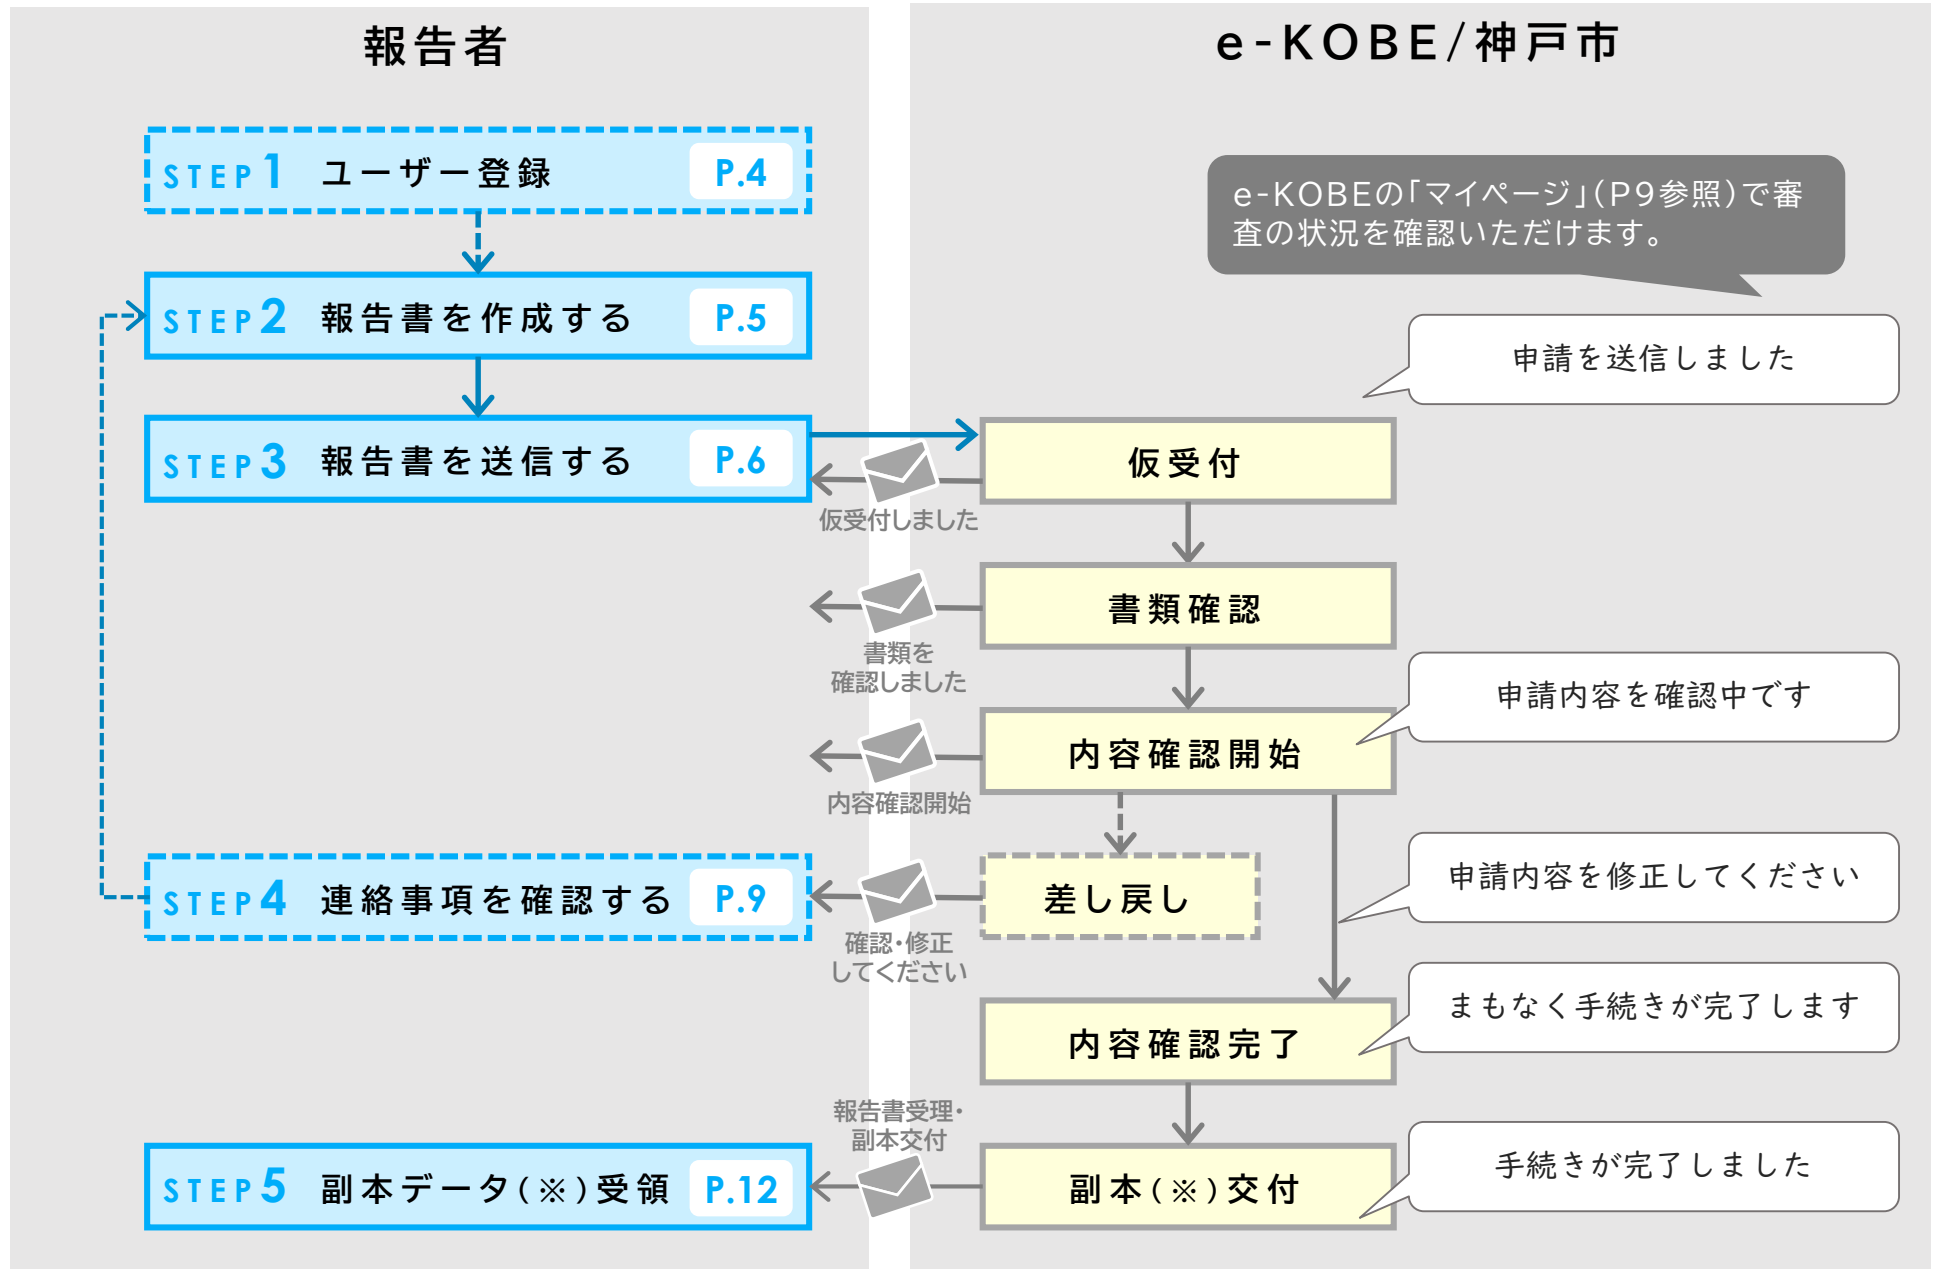 報告者
STEP1 ユーザー登録 P.4
STEP2 報告書を作成する P.5
STEP3 報告書を送信する P.6
STEP4 連絡事項を確認する P.9
STEP5 副本データ(※)受領 P.12
仮受付しました
書類を
確認しました
内容確認開始
確認・修正
してください
報告書受理・
副本交付
e-KOBE/神戸市
e-KOBEの「マイページ」(P9参照)で審
査の状況を確認いただけます。
申請を送信しました
仮受付
書類確認
申請内容を確認中です
内容確認開始
申請内容を修正してください
差し戻し
まもなく手続きが完了します
内容確認完了
手続きが完了しました
副本(※)交付